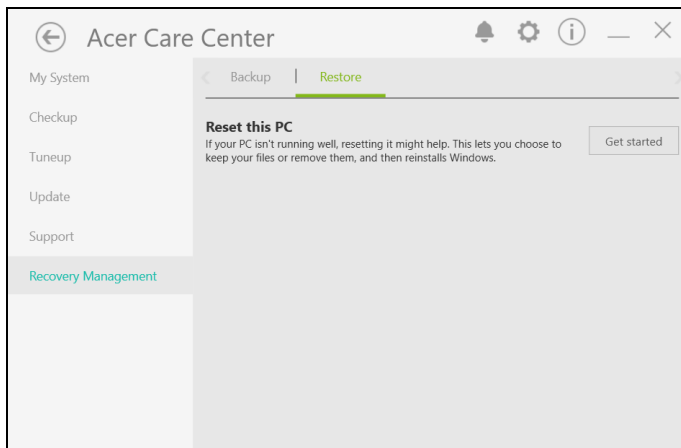 Acer Care Center
My System
Checkup
Tuneup
Update
Support
Recovery Management
Backup | Restore
Reset this PC
If your PC isn't running well, resetting it might help. This lets you choose to
keep your files or remove them, and then reinstalls Windows.
Get started